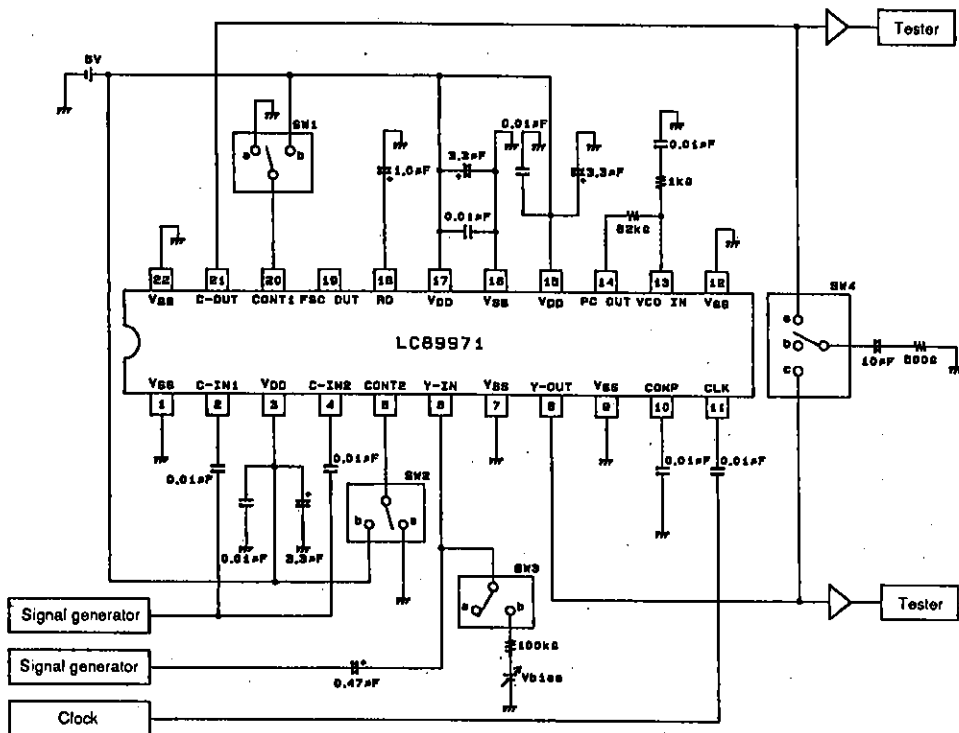 Tester
5V
SW1
a
b
0.01μF
0.01μF
1.0μF
3.3μF
3.3μF
1kΩ
0.01μF
82kΩ
22 21 20 19 18 17 16 15 14 13 12
VSS C-OUT CONT1 FSC OUT RO VDD VSS VDD PC OUT VCO IN VSS
SW4
a
b
c
10μF
LC89971
VSS C-IN1 VDD C-IN2 CONT2 Y-IN VSS Y-OUT VSS COMP CLK
1 2 3 4 5 6 7 8 9 10 11
0.01μF
0.01μF
0.01μF
0.01μF
SW2
b
a
0.01μF
3.3μF
SW3
a
b
Signal generator
Tester
100kΩ
Signal generator
Vbias
0.47μF
Clock